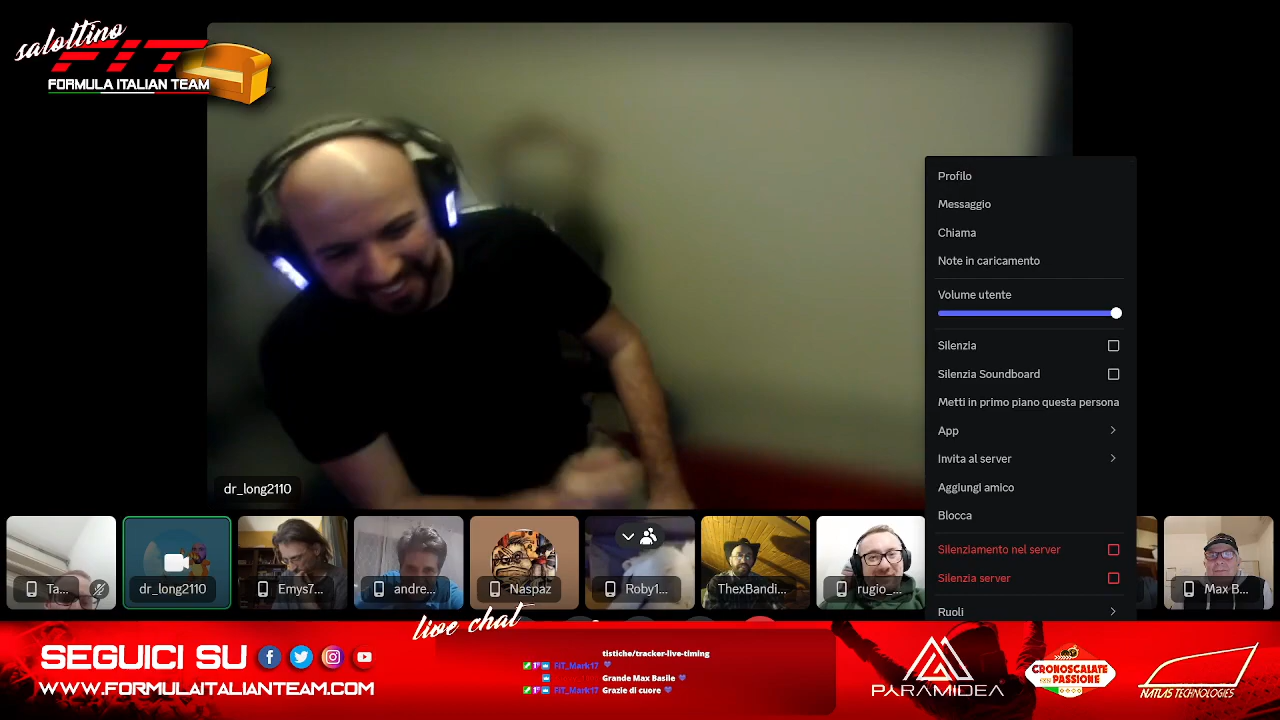 salottino
FIT
FORMULA ITALIAN TEAM
Profilo
Messaggio
Chiama
Note in caricamento
Volume utente
Silenzia
Silenzia Soundboard
Metti in primo piano questa persona
App
Invita al server
Aggiungi amico
Blocca
Silenziamento nel server
Silenzia server
Ruoli
dr_long2110
Ta...
dr_long2110
Emys7...
andre...
Naspaz
Roby1...
ThexBandi...
rugio_...
Max B...
live chat
SEGUICI SU
WWW.FORMULAITALIANTEAM.COM
tistiche/tracker-live-timing
FIT_Mark17
Grande Max Basile
FIT_Mark17 Grazie di cuore
PARAMIDEA
CRONOSCALATE
CHE PASSIONE
NATLAS TECHNOLOGIES